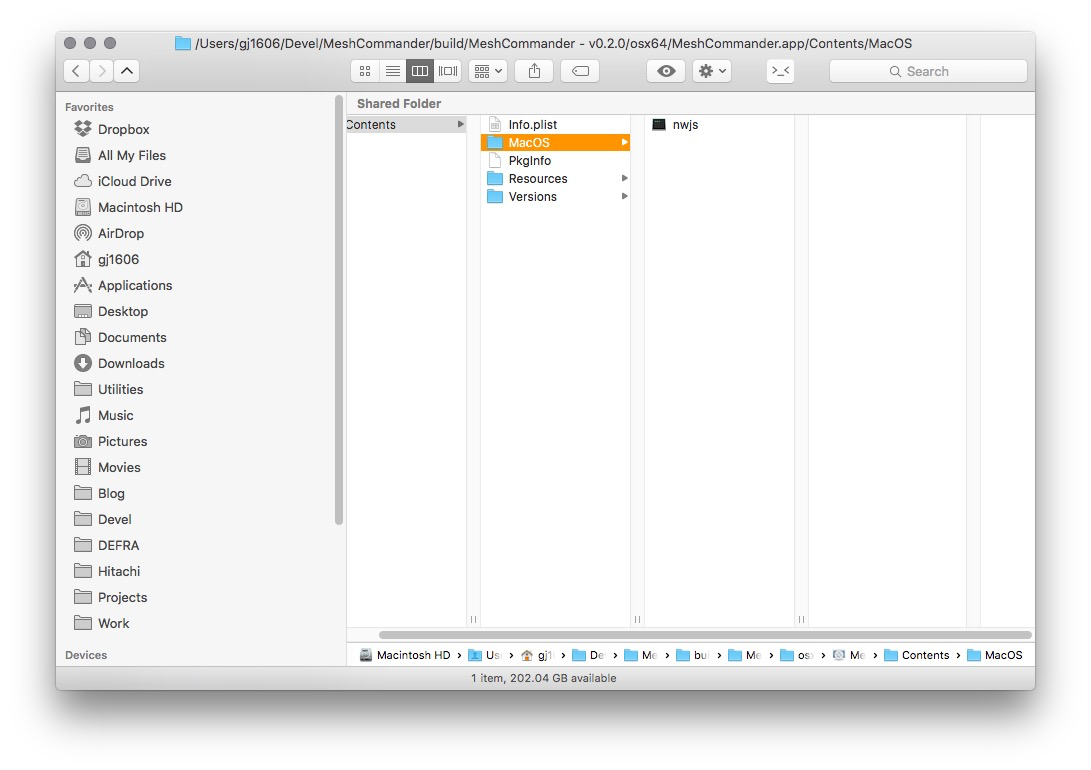 /Users/gj1606/Devel/MeshCommander/build/MeshCommander - v0.2.0/osx64/MeshCommander.app/Contents/MacOS
>_<
Search
Favorites
Dropbox
All My Files
iCloud Drive
Macintosh HD
AirDrop
gj1606
Applications
Desktop
Documents
Downloads
Utilities
Music
Pictures
Movies
Blog
Devel
DEFRA
Hitachi
Projects
Work
Devices
Shared Folder
Contents
Info.plist
MacOS
PkgInfo
Resources
Versions
nwjs
Macintosh HD › Us › gj1 › De › Me › bu › Me › os › Me › Contents › MacOS
1 item, 202.04 GB available